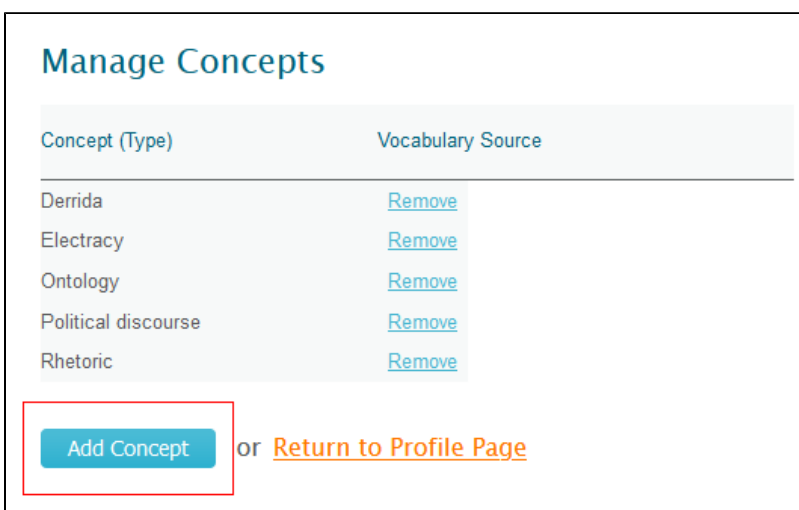 Manage Concepts
Concept (Type) Vocabulary Source
Derrida Remove
Electracy Remove
Ontology Remove
Political discourse Remove
Rhetoric Remove
Add Concept or Return to Profile Page